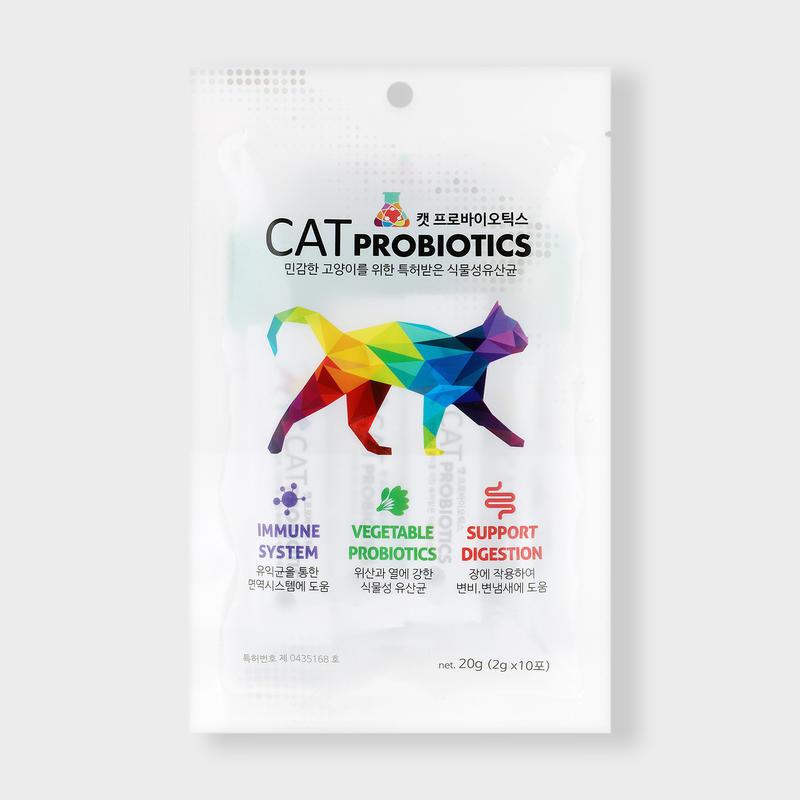 캣 프로바이오틱스
CAT PROBIOTICS
민감한 고양이를 위한 특허받은 식물성유산균
IMMUNE
SYSTEM
유익균을 통한
면역시스템에 도움
VEGETABLE
PROBIOTICS
위산과 열에 강한
식물성 유산균
SUPPORT
DIGESTION
장에 작용하여
변비,변냄새에 도움
특허번호 제 0435168 호
net. 20g (2g x10포)
CAT
PROBIOTICS